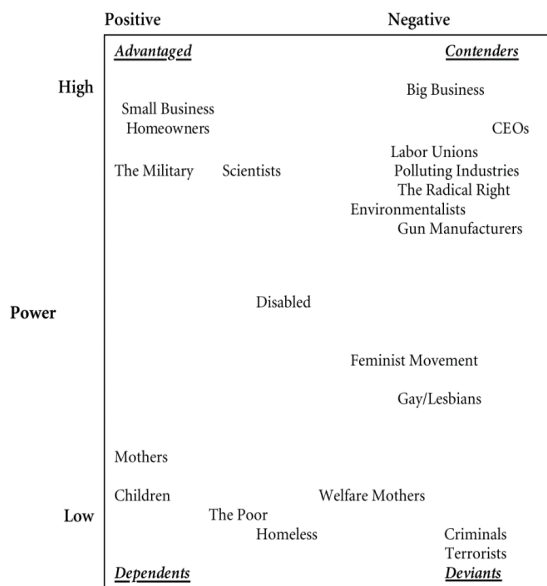 Positive Negative
Advantaged Contenders
High Big Business
Small Business
Homeowners CEOs
Labor Unions
The Military Scientists Polluting Industries
The Radical Right
Environmentalists
Gun Manufacturers
Disabled
Power
Feminist Movement
Gay/Lesbians
Mothers
Children Welfare Mothers
Low The Poor
Homeless Criminals
Terrorists
Dependents Deviants